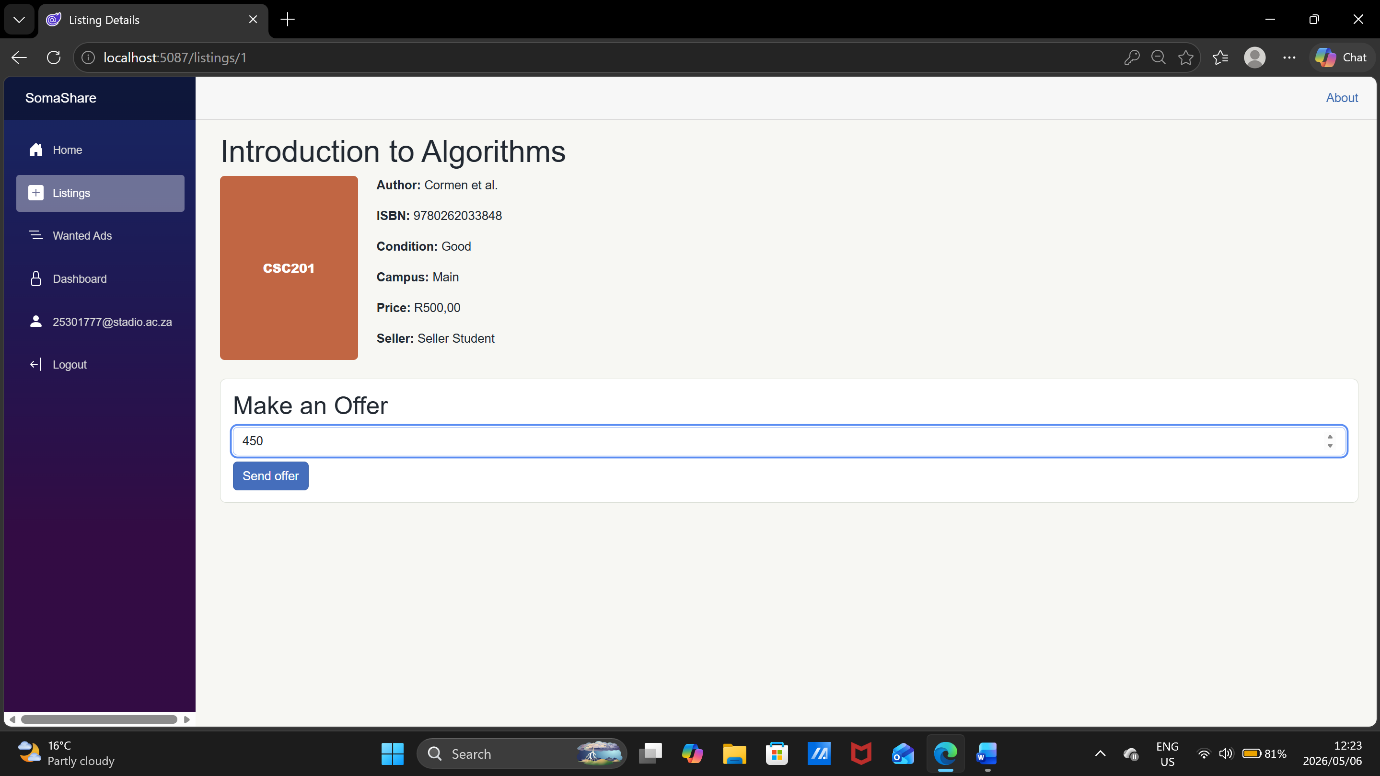 Listing Details
localhost:5087/listings/1
Chat
SomaShare
About
Home
Listings
Wanted Ads
Dashboard
25301777@stadio.ac.za
Logout
Introduction to Algorithms
CSC201
Author: Cormen et al.
ISBN: 9780262033848
Condition: Good
Campus: Main
Price: R500,00
Seller: Seller Student
Make an Offer
450
Send offer
16°C
Partly cloudy
Search
ENG
US
81%
12:23
2026/05/06